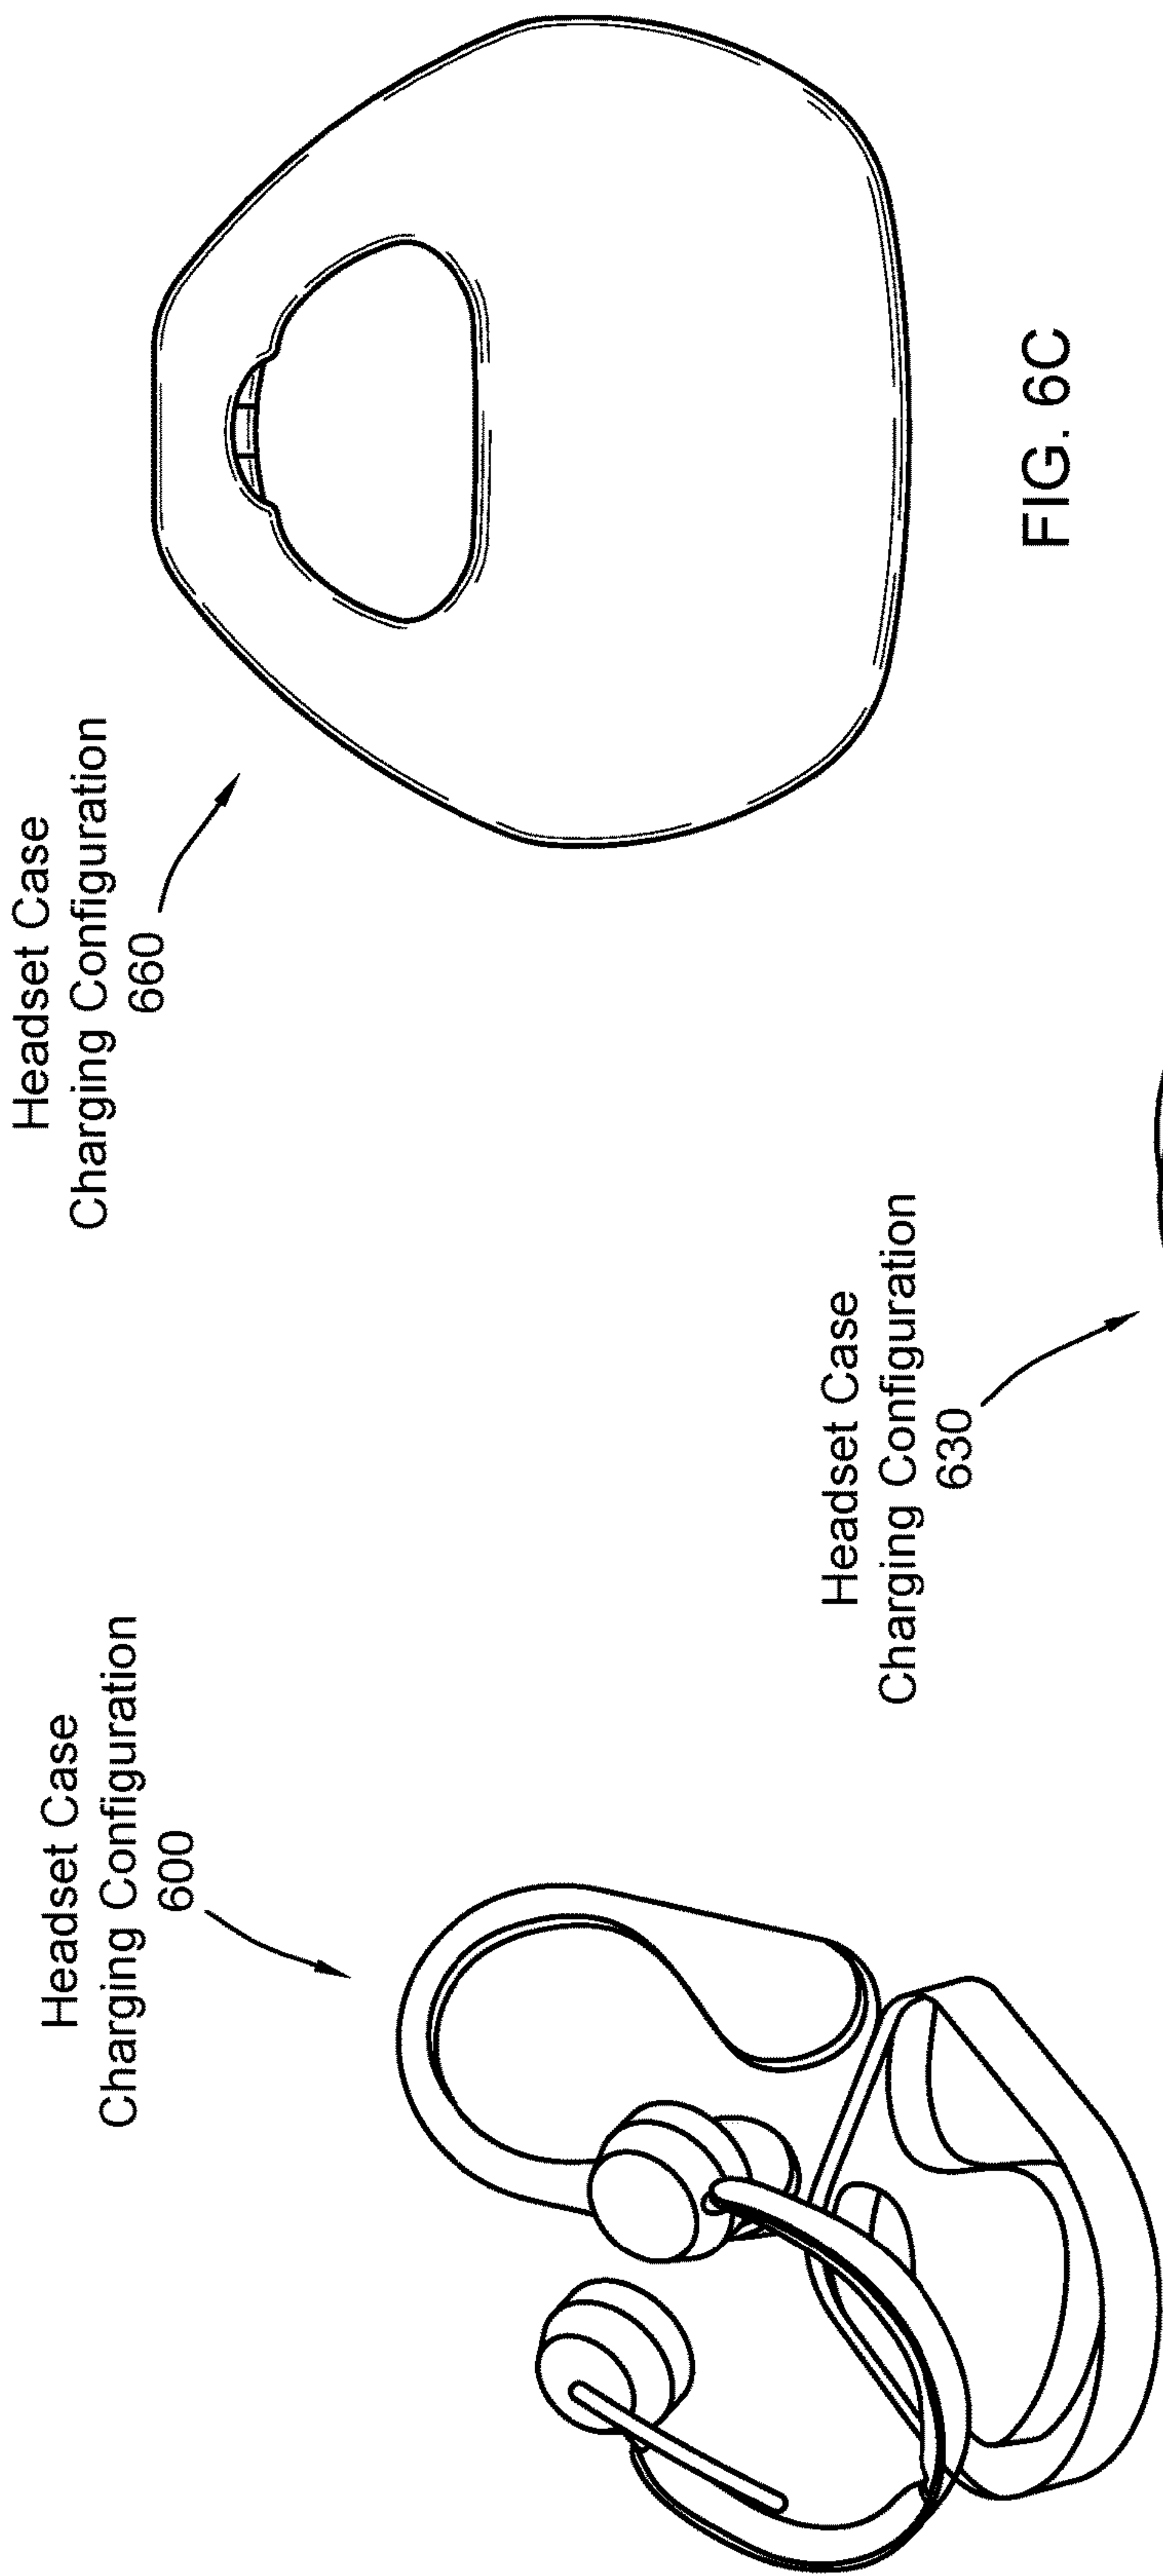 Headset Case
Charging Configuration
600
Headset Case
Charging Configuration
660
FIG. 6C
Headset Case
Charging Configuration
630